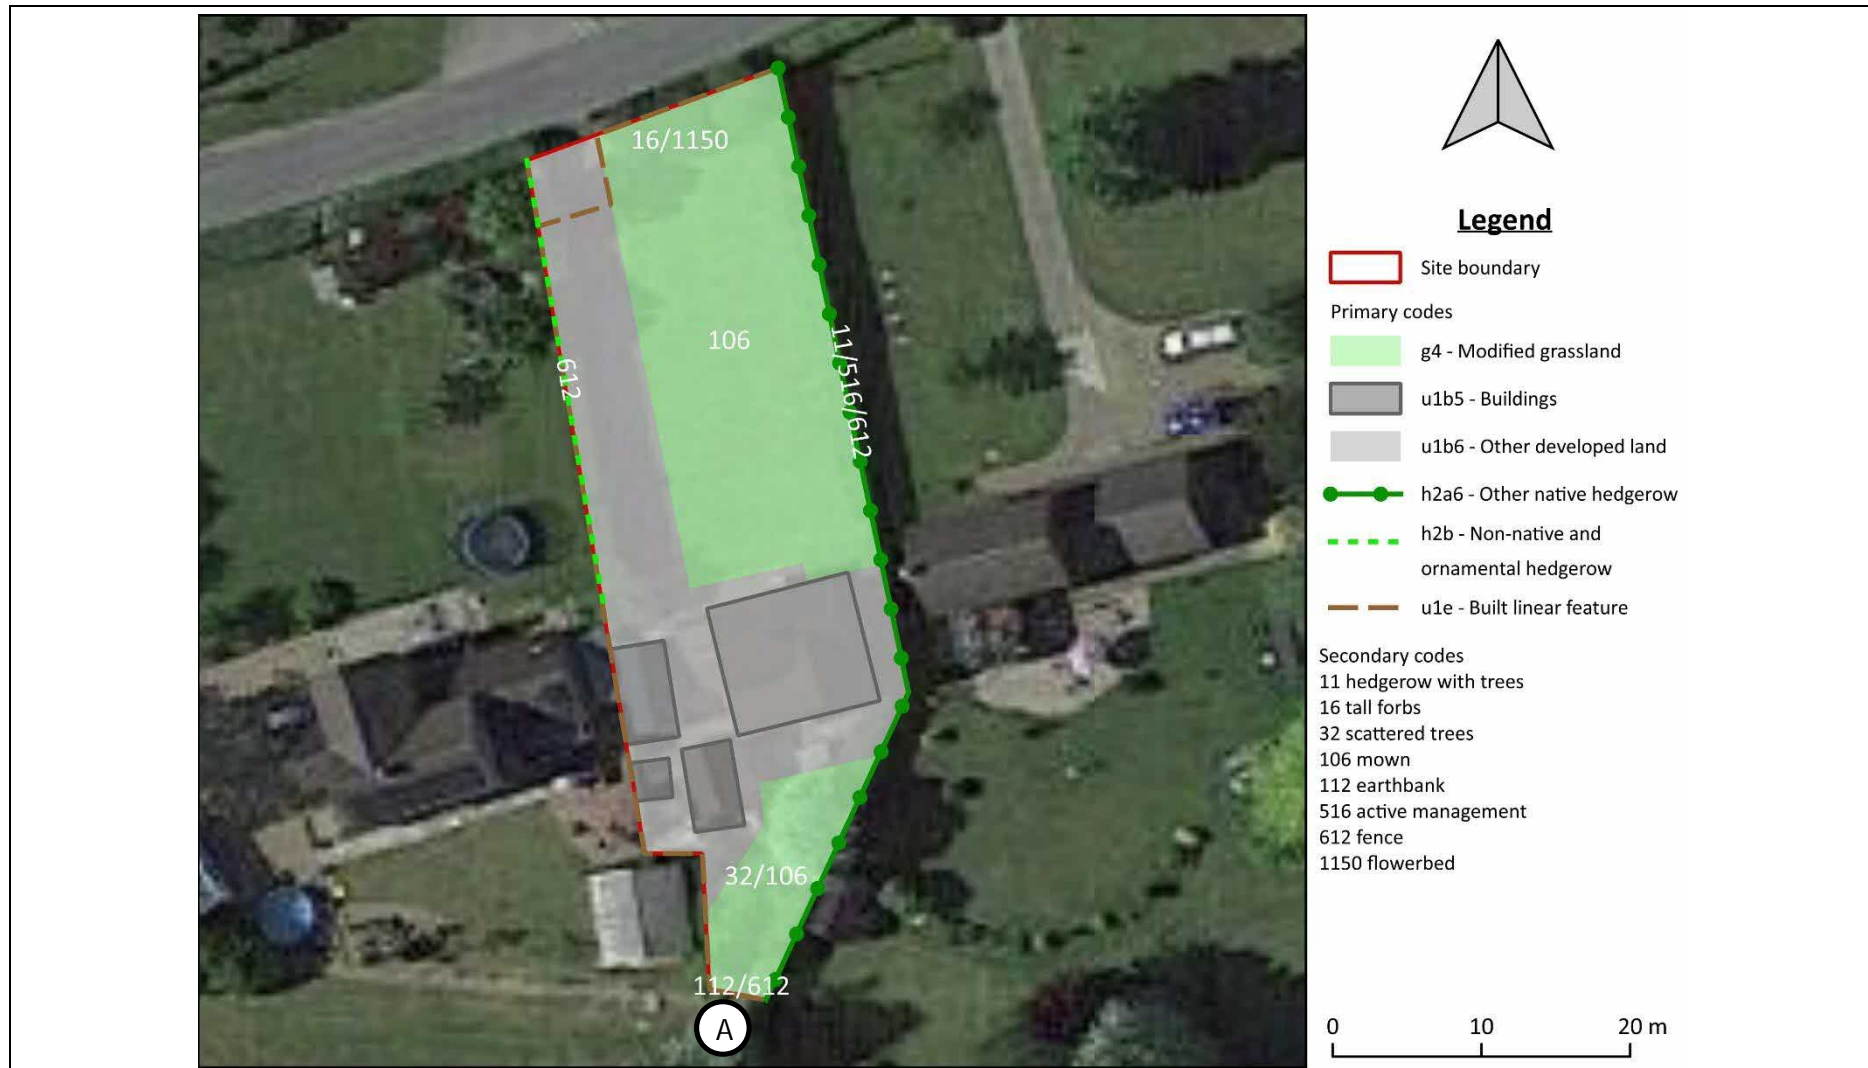 16/1150
106
612
11/516/612
32/106
112/612
A
Legend
Site boundary
Primary codes
g4 - Modified grassland
u1b5 - Buildings
u1b6 - Other developed land
h2a6 - Other native hedgerow
h2b - Non-native and
ornamental hedgerow
u1e - Built linear feature
Secondary codes
11 hedgerow with trees
16 tall forbs
32 scattered trees
106 mown
112 earthbank
516 active management
612 fence
1150 flowerbed
0 10 20 m